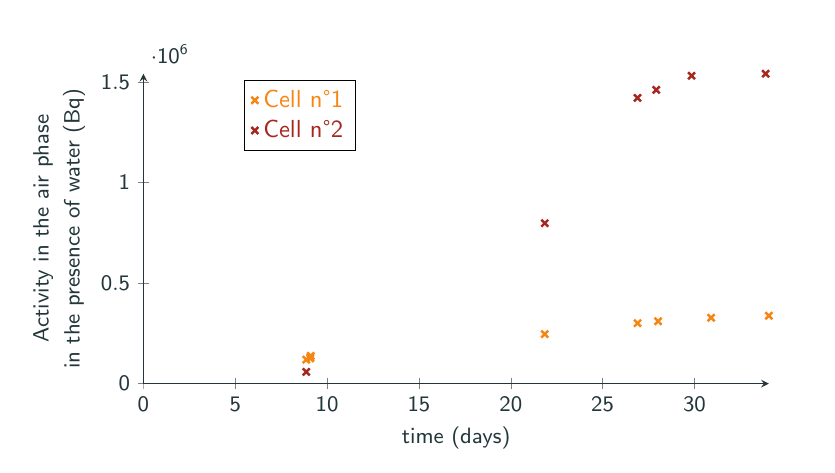 ·10⁶
1.5
1
0.5
0
Activity in the air phase
in the presence of water (Bq)
Cell n°1
Cell n°2
0 5 10 15 20 25 30
time (days)